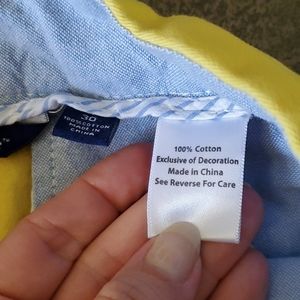 30
100% COTTON
MADE IN
CHINA
100% Cotton
Exclusive of Decoration
Made in China
See Reverse For Care